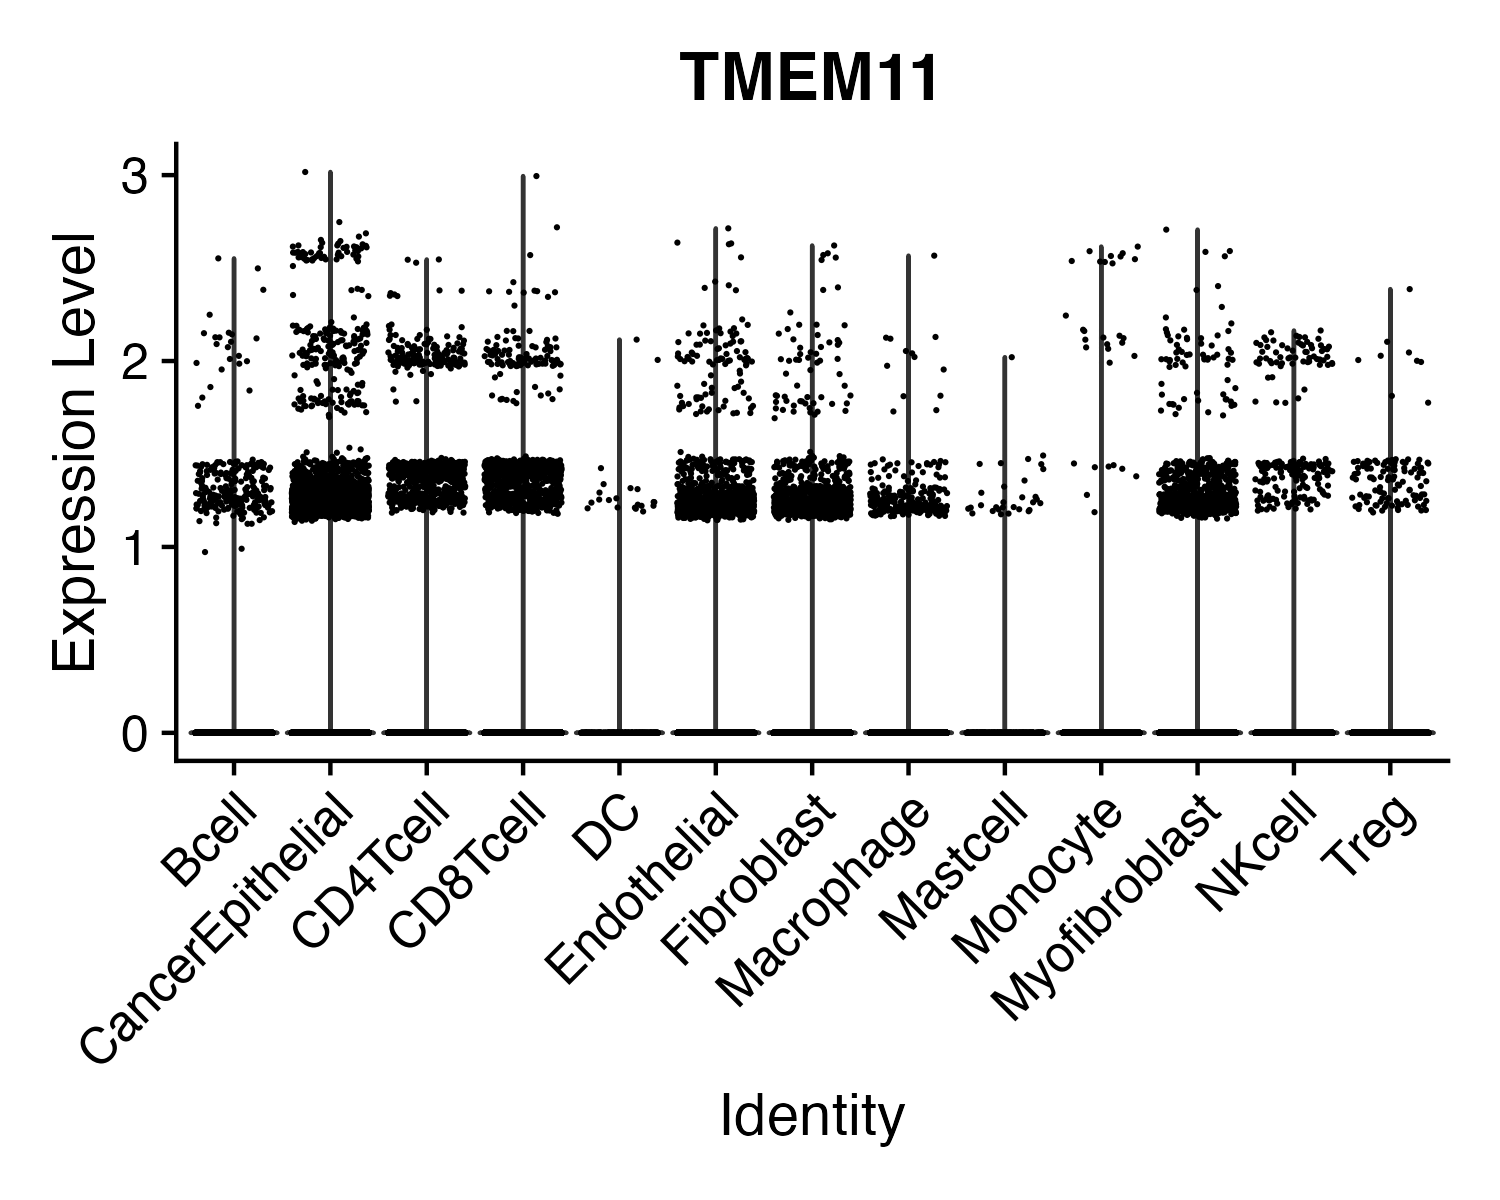 TMEM11
Expression Level
3
2
1
0
Bcell
CancerEpithelial
CD4Tcell
CD8Tcell
DC
Endothelial
Fibroblast
Macrophage
Mastcell
Monocyte
Myofibroblast
NKcell
Treg
Identity